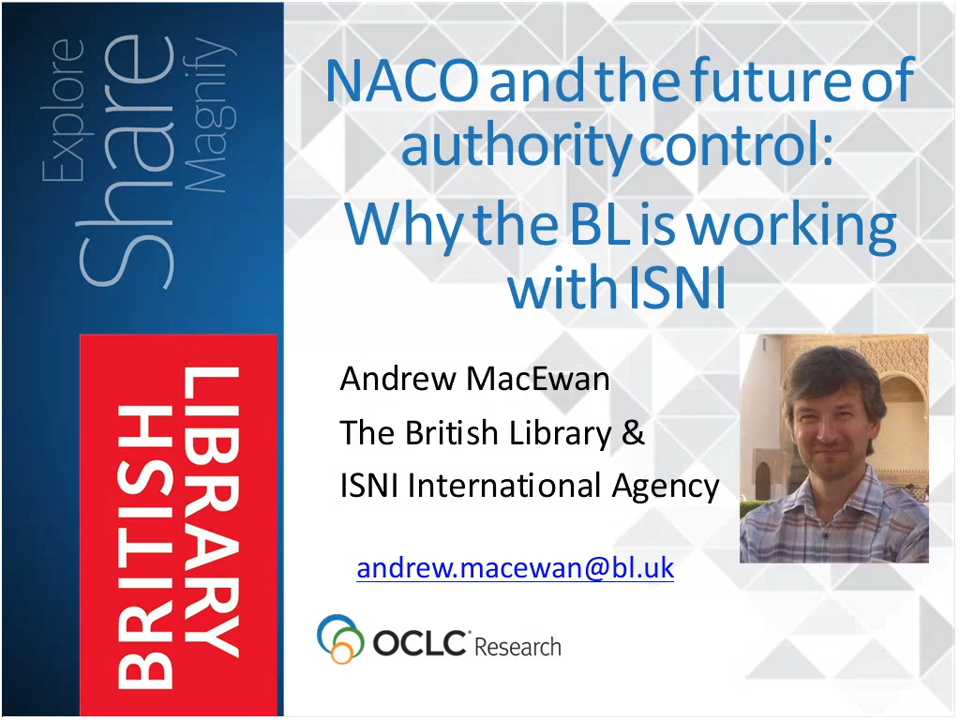 Explore
Share
Magnify
BRITISH
LIBRARY
NACO and the future of
authority control:
Why the BL is working
with ISNI
Andrew MacEwan
The British Library &
ISNI International Agency
andrew.macewan@bl.uk
OCLC® Research